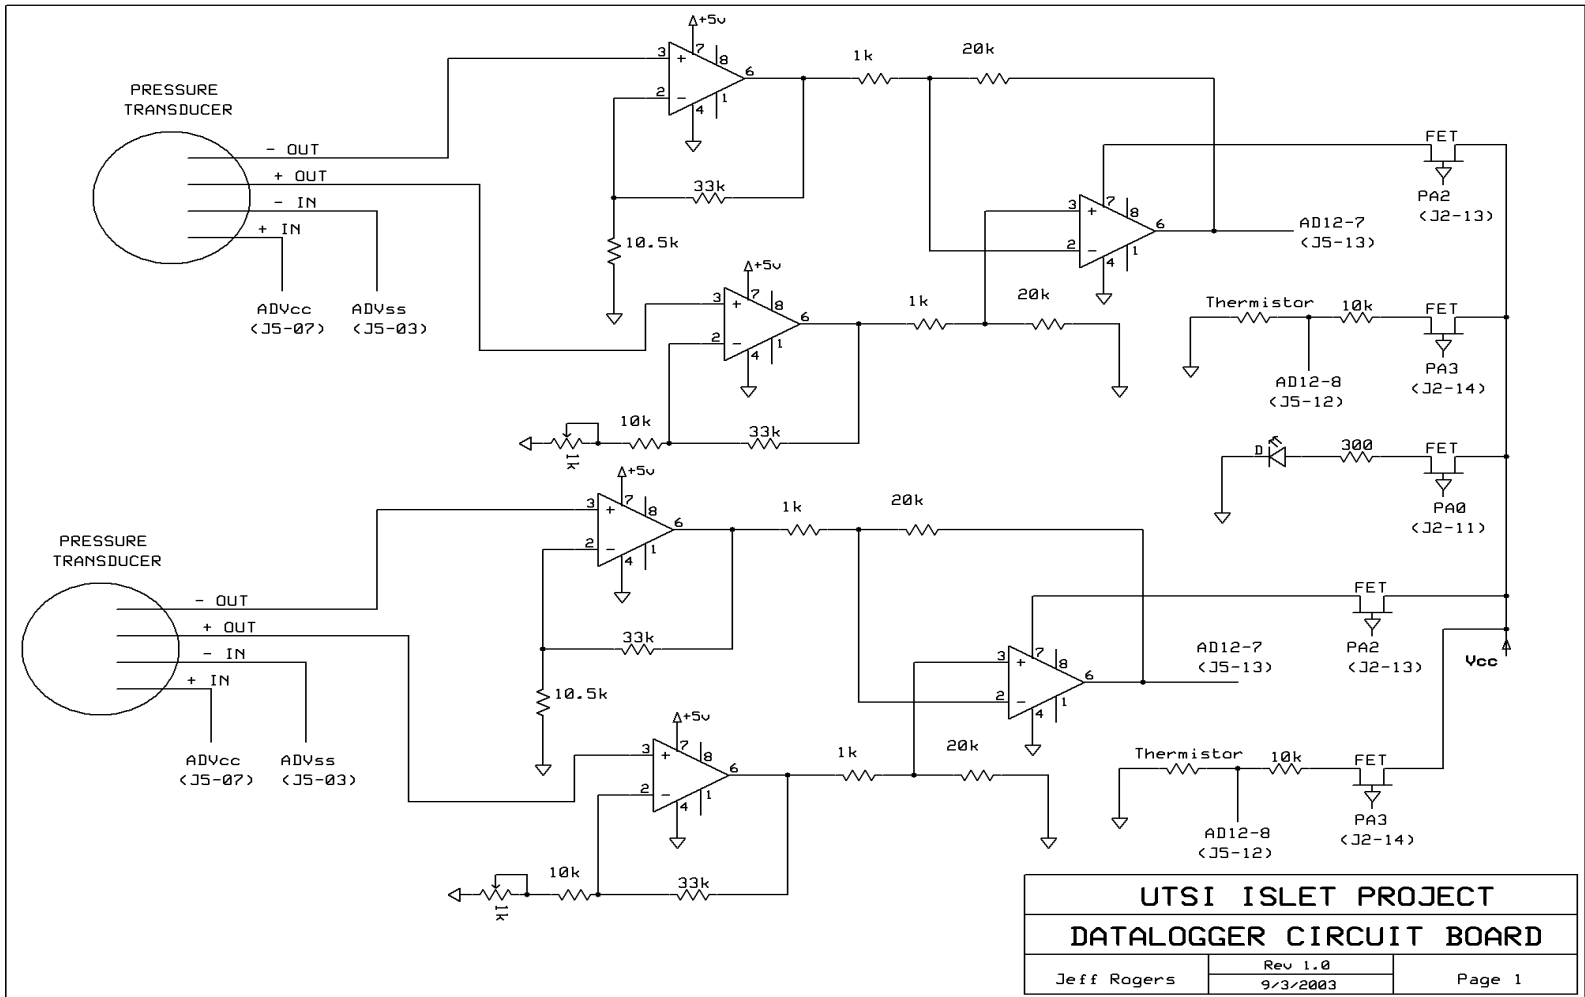 +5v
3
+
7
8
6
2
-
4
1
1k
20k
PRESSURE
TRANSDUCER
- OUT
+ OUT
- IN
+ IN
33k
10.5k
ADVcc
(J5-07)
ADVss
(J5-03)
FET
PA2
(J2-13)
3
+
7
8
6
2
-
4
1
AD12-7
(J5-13)
+5v
3
+
7
8
6
2
-
4
1
1k
20k
Thermistor
10k
FET
AD12-8
(J5-12)
PA3
(J2-14)
10k
33k
1k
D
300
FET
PA0
(J2-11)
+5v
3
+
7
8
6
2
-
4
1
1k
20k
PRESSURE
TRANSDUCER
- OUT
+ OUT
- IN
+ IN
33k
10.5k
ADVcc
(J5-07)
ADVss
(J5-03)
FET
PA2
(J2-13)
Vcc
3
+
7
8
6
2
-
4
1
AD12-7
(J5-13)
+5v
3
+
7
8
6
2
-
4
1
1k
20k
Thermistor
10k
FET
AD12-8
(J5-12)
PA3
(J2-14)
10k
33k
1k
UTSI ISLET PROJECT
DATALOGGER CIRCUIT BOARD
Jeff Rogers
Rev 1.0
9/3/2003
Page 1